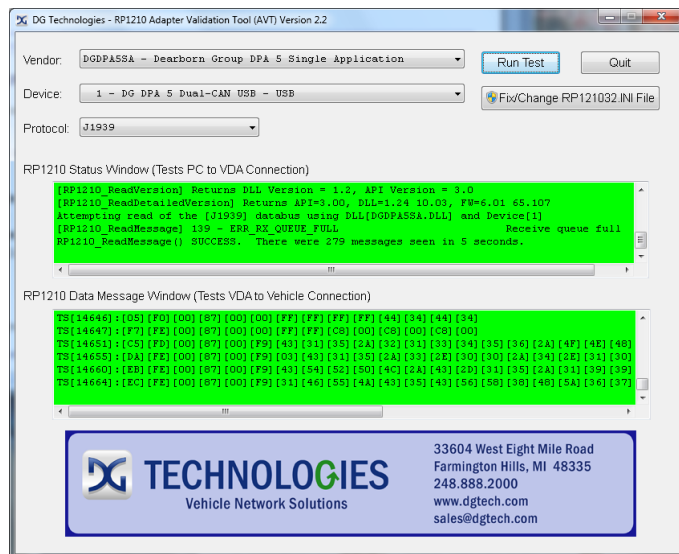 DG Technologies - RP1210 Adapter Validation Tool (AVT) Version 2.2
Vendor: DGDPA5SA - Dearborn Group DPA 5 Single Application
Run Test
Quit
Device: 1 - DG DPA 5 Dual-CAN USB - USB
Fix/Change RP121032.INI File
Protocol: J1939
RP1210 Status Window (Tests PC to VDA Connection)
[RP1210_ReadVersion] Returns DLL Version = 1.2, API Version = 3.0
[RP1210_ReadDetailedVersion] Returns API=3.00, DLL=1.24 10.03, FW=6.01 65.107
Attempting read of the [J1939] databus using DLL[DGDPA5SA.DLL] and Device[1]
[RP1210_ReadMessage] 139 - ERR_RX_QUEUE_FULL Receive queue full
RP1210_ReadMessage() SUCCESS. There were 279 messages seen in 5 seconds.
RP1210 Data Message Window (Tests VDA to Vehicle Connection)
TS[14646]:[05][F0][00][87][00][00][FF][FF][FF][FF][44][34][44][34]
TS[14647]:[F7][FE][00][87][00][00][FF][FF][C8][00][C8][00][C8][00]
TS[14651]:[C5][FD][00][87][00][F9][43][31][35][2A][32][31][33][34][35][36][2A][4F][4E][48]
TS[14655]:[DA][FE][00][87][00][F9][03][43][31][35][2A][33][2E][30][30][2A][34][2E][31][30]
TS[14660]:[EB][FE][00][87][00][F9][43][54][52][50][4C][2A][43][2D][31][35][2A][31][39][39]
TS[14664]:[EC][FE][00][87][00][F9][31][46][55][4A][43][35][43][56][58][38][48][5A][36][37]
DG TECHNOLOGIES
Vehicle Network Solutions
33604 West Eight Mile Road
Farmington Hills, MI 48335
248.888.2000
www.dgtech.com
sales@dgtech.com